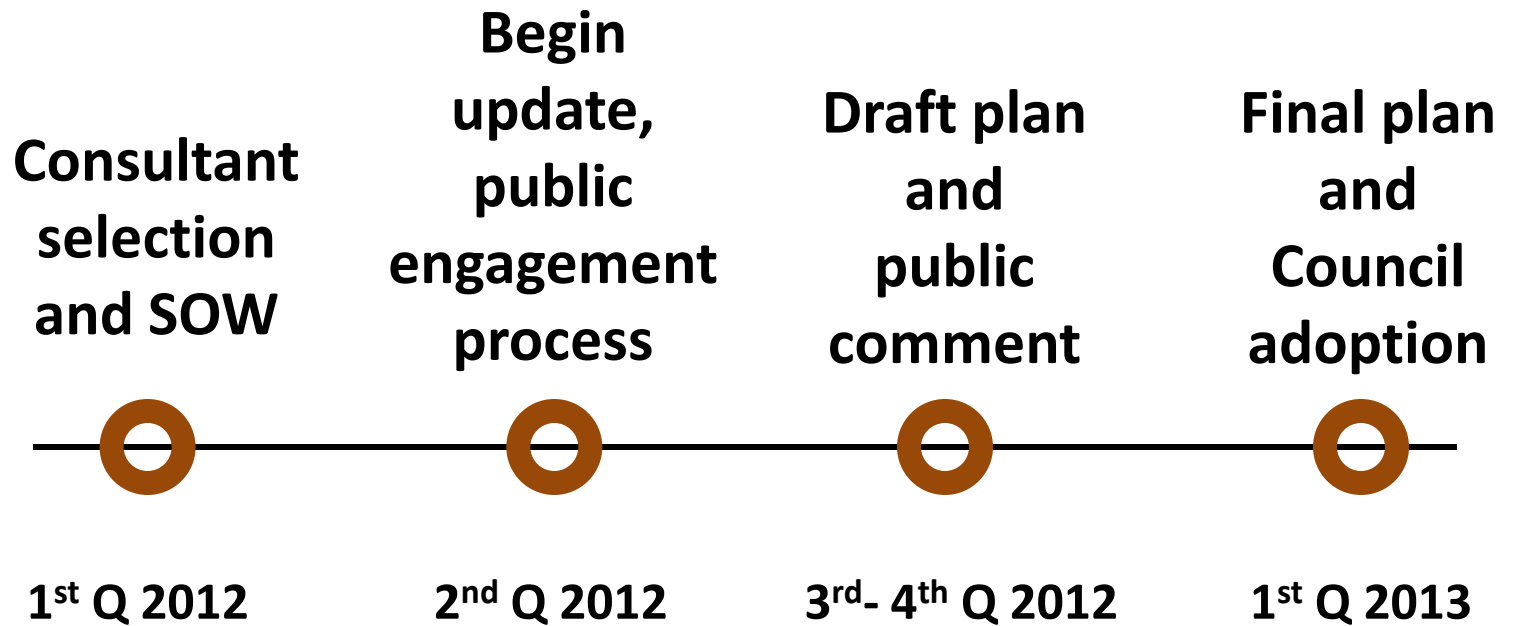 Consultant
selection
and SOW
Begin
update,
public
engagement
process
Draft plan
and
public
comment
Final plan
and
Council
adoption
1st Q 2012
2nd Q 2012
3rd- 4th Q 2012
1st Q 2013